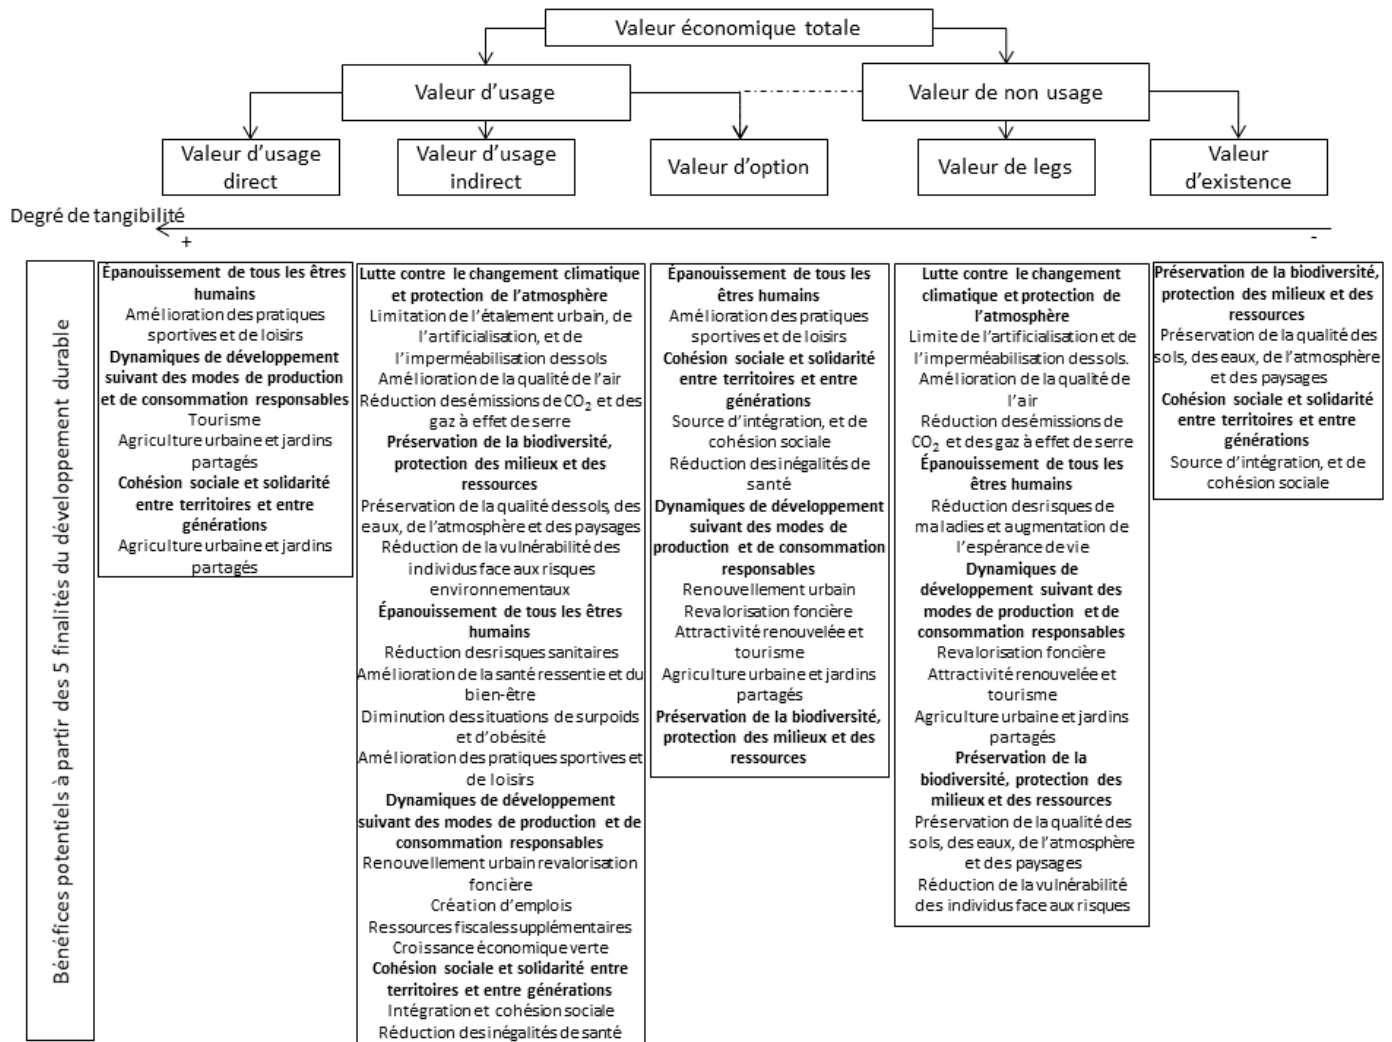 Valeur économique totale
Valeur d’usage
Valeur de non usage
Valeur d’usage
direct
Valeur d’usage
indirect
Valeur d’option
Valeur de legs
Valeur
d’existence
Degré de tangibilité
+
-
Bénéfices potentiels à partir des 5 finalités du développement durable
Épanouissement de tous les êtres
humains
Amélioration des pratiques
sportives et de loisirs
Dynamiques de développement
suivant des modes de production
et de consommation responsables
Tourisme
Agriculture urbaine et jardins
partagés
Cohésion sociale et solidarité
entre territoires et entre
générations
Agriculture urbaine et jardins
partagés
Lutte contre le changement climatique
et protection de l’atmosphère
Limitation de l’étalement urbain, de
l’artificialisation, et de
l’imperméabilisation des sols
Amélioration de la qualité de l’air
Réduction des émissions de CO₂ et des
gaz à effet de serre
Préservation de la biodiversité,
protection des milieux et des
ressources
Préservation de la qualité des sols, des
eaux, de l’atmosphère et des paysages
Réduction de la vulnérabilité des
individus face aux risques
environnementaux
Épanouissement de tous les êtres
humains
Réduction des risques sanitaires
Amélioration de la santé ressentie et du
bien-être
Diminution des situations de surpoids
et d’obésité
Amélioration des pratiques sportives et
de loisirs
Dynamiques de développement
suivant des modes de production et de
consommation responsables
Renouvellement urbain revalorisation
foncière
Création d’emplois
Ressources fiscales supplémentaires
Croissance économique verte
Cohésion sociale et solidarité entre
territoires et entre générations
Intégration et cohésion sociale
Réduction des inégalités de santé
Épanouissement de tous les
êtres humains
Amélioration des pratiques
sportives et de loisirs
Cohésion sociale et solidarité
entre territoires et entre
générations
Source d’intégration, et de
cohésion sociale
Réduction des inégalités de
santé
Dynamiques de développement
suivant des modes de
production et de consommation
responsables
Renouvellement urbain
Revalorisation foncière
Attractivité renouvelée et
tourisme
Agriculture urbaine et jardins
partagés
Préservation de la biodiversité,
protection des milieux et des
ressources
Lutte contre le changement
climatique et protection de
l’atmosphère
Limite de l’artificialisation et de
l’imperméabilisation des sols.
Amélioration de la qualité de
l’air
Réduction des émissions de
CO₂ et des gaz à effet de serre
Épanouissement de tous les
êtres humains
Réduction des risques de
maladies et augmentation de
l’espérance de vie
Dynamiques de
développement suivant des
modes de production et de
consommation responsables
Revalorisation foncière
Attractivité renouvelée et
tourisme
Agriculture urbaine et jardins
partagés
Préservation de la
biodiversité, protection des
milieux et des ressources
Préservation de la qualité des
sols, des eaux, de l’atmosphère
et des paysages
Réduction de la vulnérabilité
des individus face aux risques
Préservation de la biodiversité,
protection des milieux et des
ressources
Préservation de la qualité des
sols, des eaux, de l’atmosphère
et des paysages
Cohésion sociale et solidarité
entre territoires et entre
générations
Source d’intégration, et de
cohésion sociale